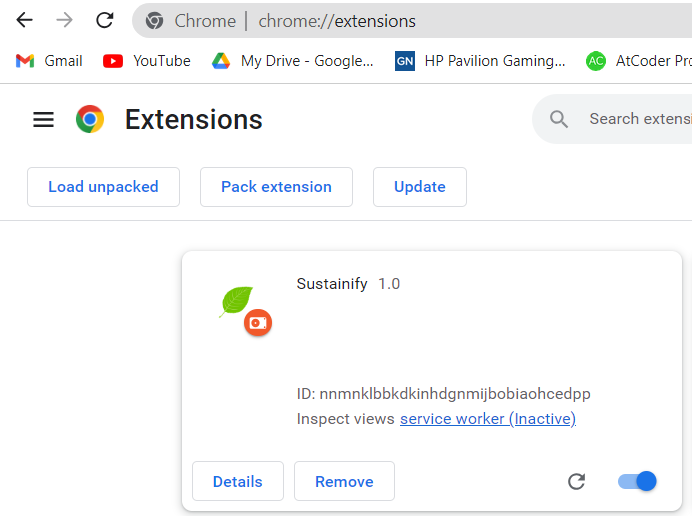 Chrome | chrome://extensions
Gmail YouTube My Drive - Google... GN HP Pavilion Gaming... AC AtCoder Pro
Extensions Search extensi
Load unpacked Pack extension Update
Sustainify 1.0
ID: nnmnklbbkdkinhdgnmijbobiaohcedpp
Inspect views service worker (Inactive)
Details Remove